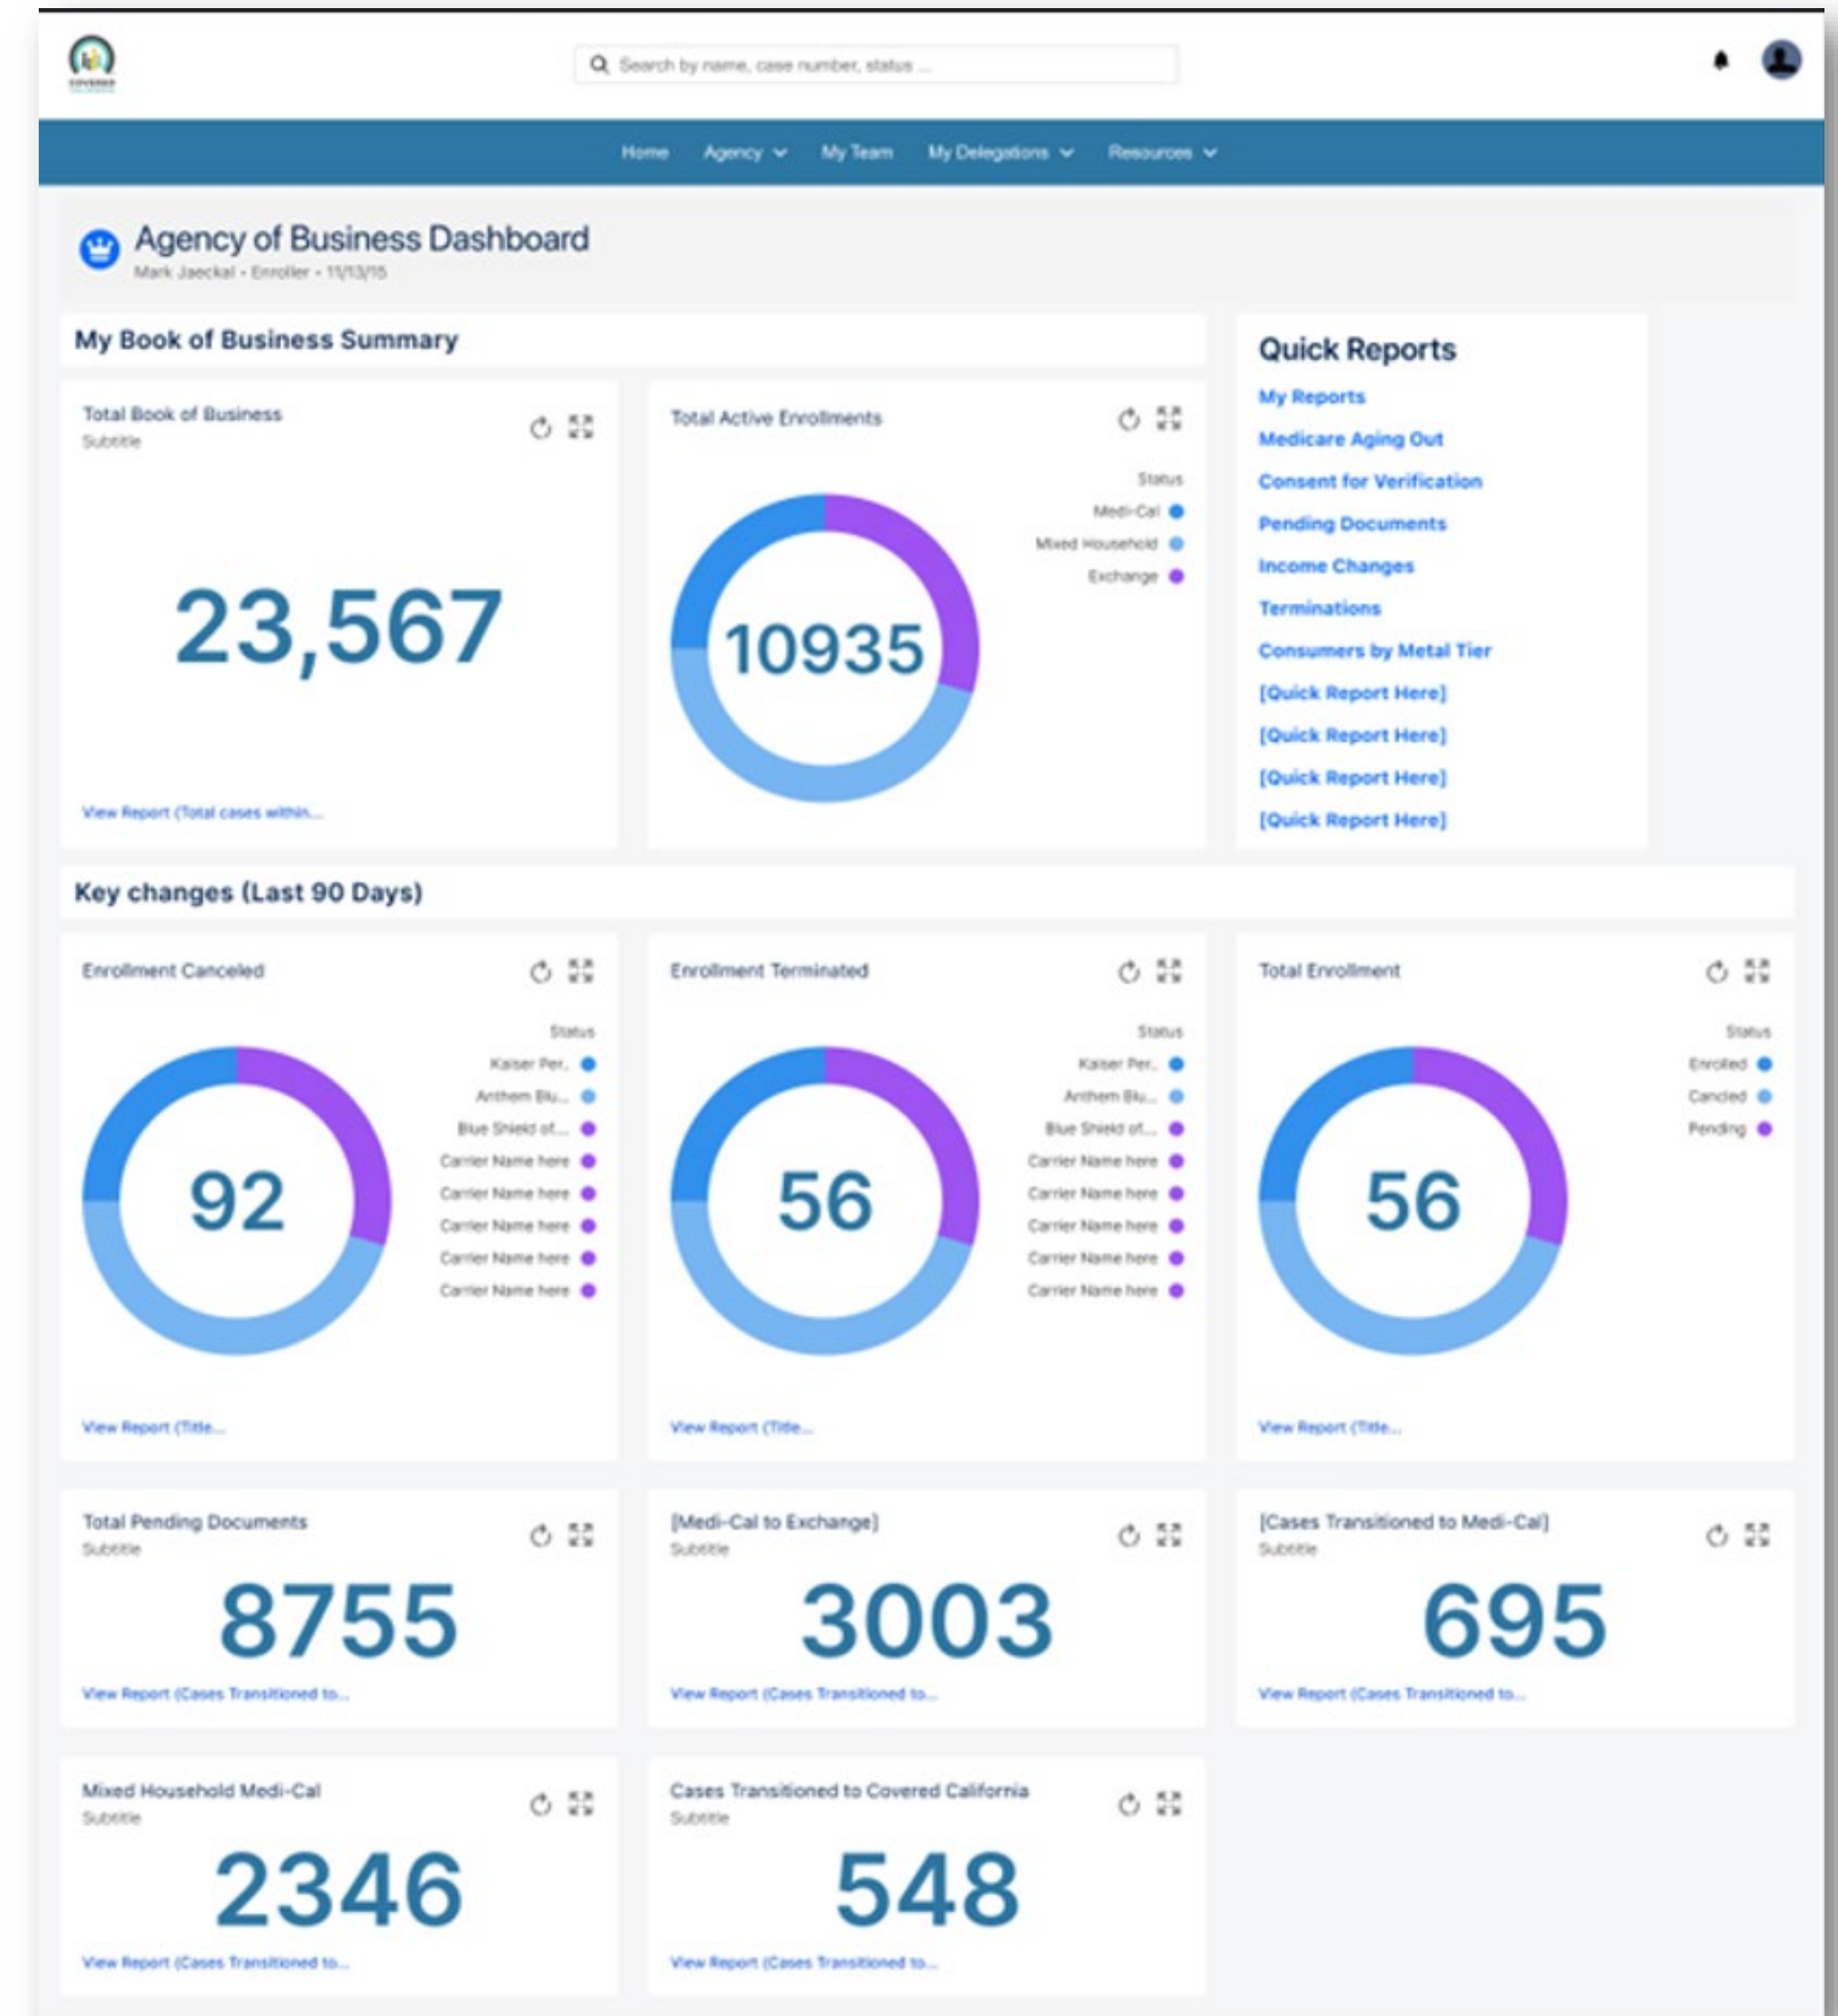 COVERED
CALIFORNIA
Search by name, case number, status ...
Home Agency My Team My Delegations Resources
Agency of Business Dashboard
Mark Jaeckal • Enroller • 11/13/15
My Book of Business Summary
Total Book of Business
Subtitle
23,567
View Report (Total cases within...
Total Active Enrollments
Status
Medi-Cal
Mixed Household
Exchange
10935
Quick Reports
My Reports
Medicare Aging Out
Consent for Verification
Pending Documents
Income Changes
Terminations
Consumers by Metal Tier
[Quick Report Here]
[Quick Report Here]
[Quick Report Here]
[Quick Report Here]
Key changes (Last 90 Days)
Enrollment Canceled
Status
Kaiser Per..
Anthem Blu...
Blue Shield of...
Carrier Name here
Carrier Name here
Carrier Name here
Carrier Name here
Carrier Name here
92
View Report (Title...
Enrollment Terminated
Status
Kaiser Per..
Anthem Blu...
Blue Shield of...
Carrier Name here
Carrier Name here
Carrier Name here
Carrier Name here
Carrier Name here
56
View Report (Title...
Total Enrollment
Status
Enrolled
Cancled
Pending
56
View Report (Title...
Total Pending Documents
Subtitle
8755
View Report (Cases Transitioned to...
[Medi-Cal to Exchange]
Subtitle
3003
View Report (Cases Transitioned to...
[Cases Transitioned to Medi-Cal]
Subtitle
695
View Report (Cases Transitioned to...
Mixed Household Medi-Cal
Subtitle
2346
View Report (Cases Transitioned to...
Cases Transitioned to Covered California
Subtitle
548
View Report (Cases Transitioned to...